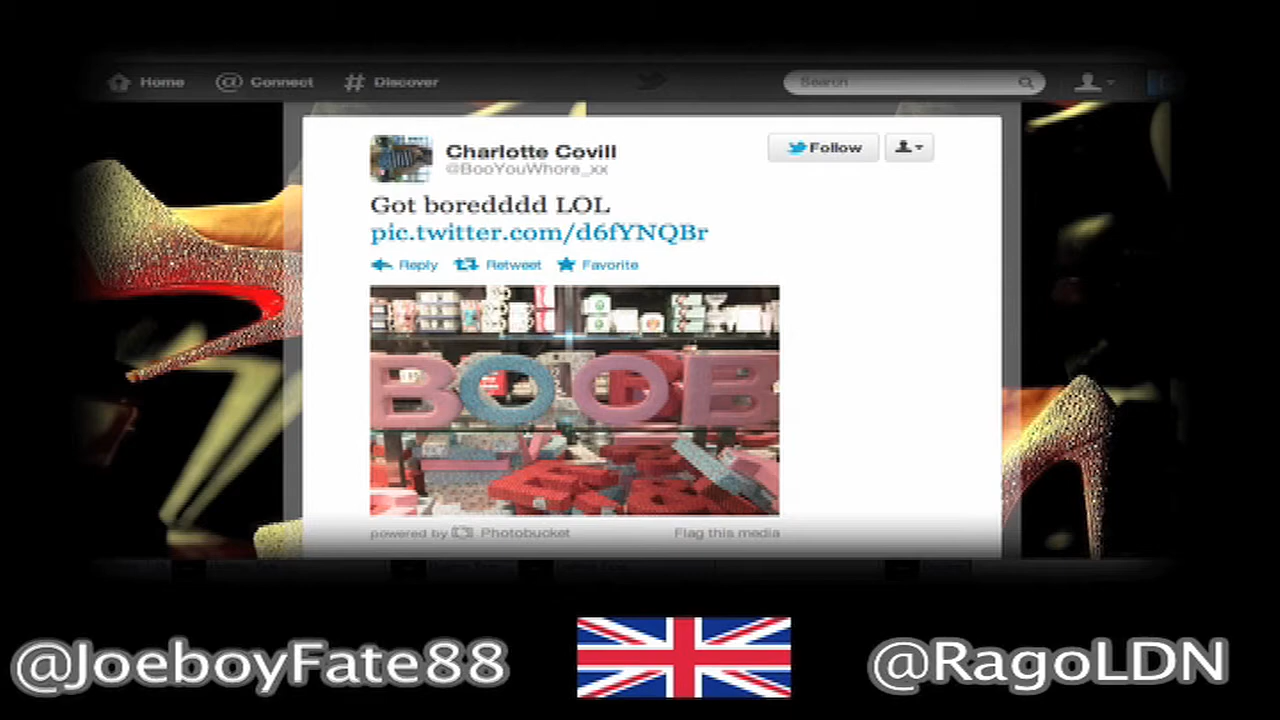 Home @ Connect # Discover Search
Charlotte Covill
@BooYouWhore_xx
Follow
Got boredddd LOL
pic.twitter.com/d6fYNQBr
Reply Retweet Favorite
BOOB
powered by Photobucket Flag this media
@JoeboyFate88 @RagoLDN